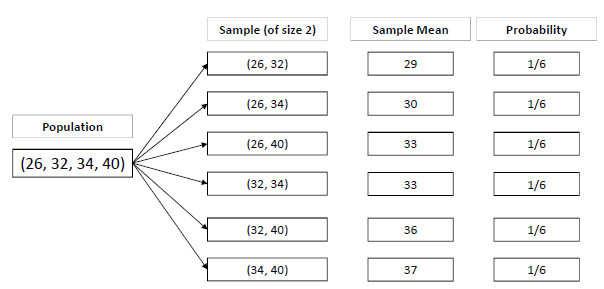 Sample (of size 2) Sample Mean Probability
(26, 32) 29 1/6
(26, 34) 30 1/6
Population
(26, 40) 33 1/6
(26, 32, 34, 40)
(32, 34) 33 1/6
(32, 40) 36 1/6
(34, 40) 37 1/6